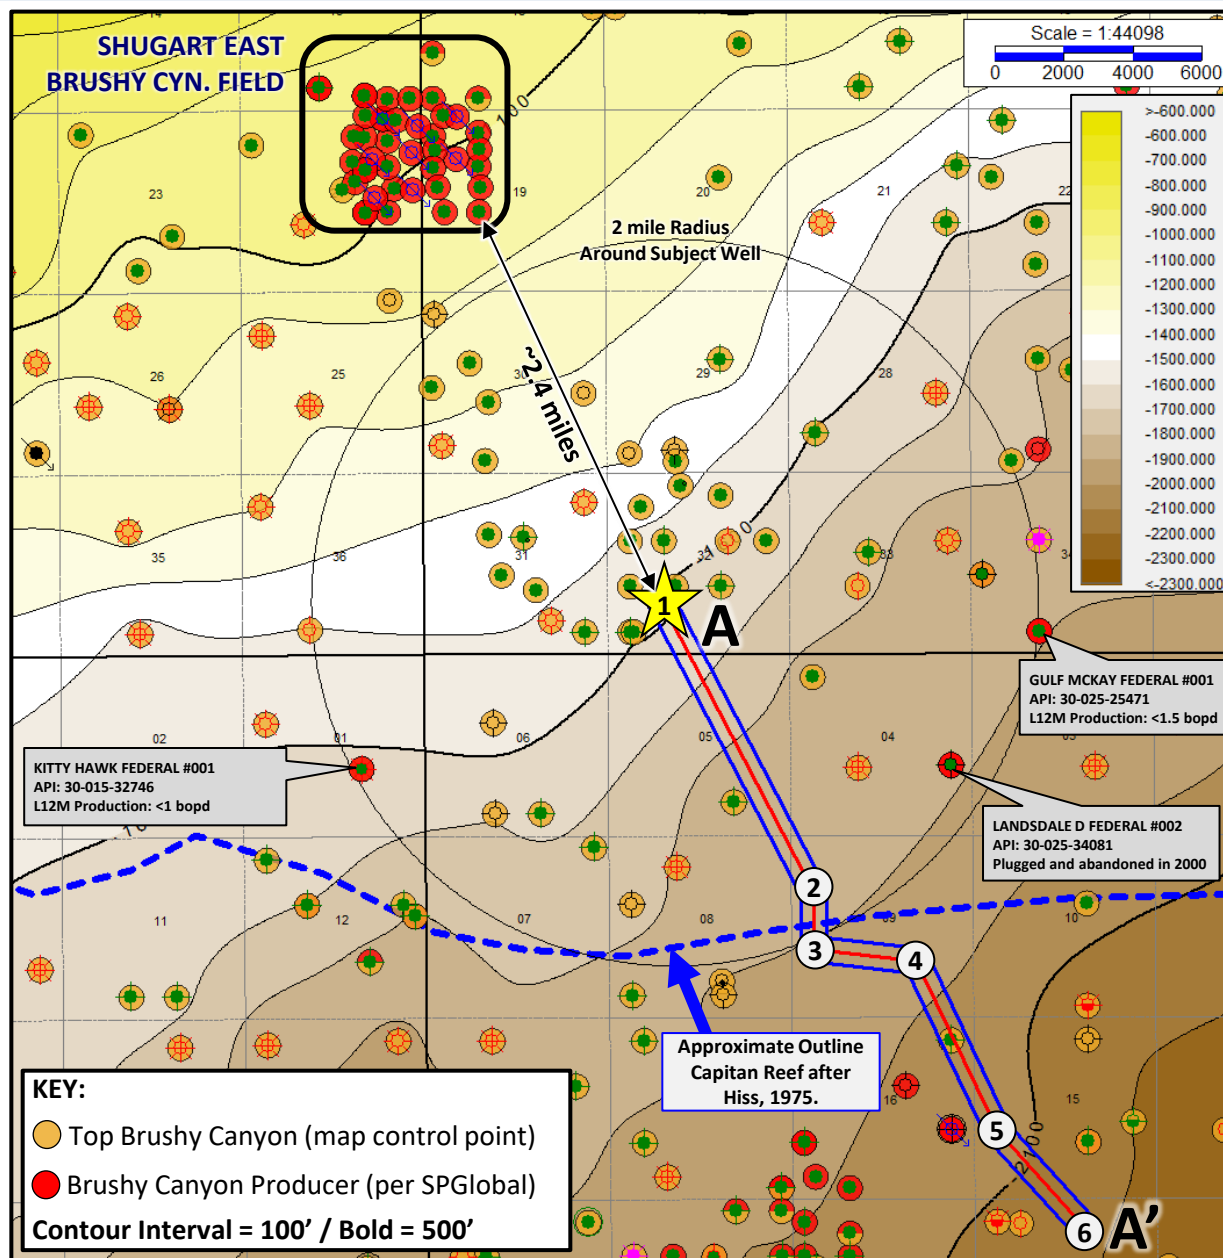 SHUGART EAST
BRUSHY CYN. FIELD
Scale = 1:44098
0 2000 4000 6000
>-600.000
-600.000
-700.000
-800.000
-900.000
-1000.000
-1100.000
-1200.000
-1300.000
-1400.000
-1500.000
-1600.000
-1700.000
-1800.000
-1900.000
-2000.000
-2100.000
-2200.000
-2300.000
<-2300.000
23
19
20
21
22
2 mile Radius
Around Subject Well
~2.4 miles
26
25
29
28
35
36
31
32
33
1
A
GULF MCKAY FEDERAL #001
API: 30-025-25471
L12M Production: <1.5 bopd
02
01
06
05
04
03
KITTY HAWK FEDERAL #001
API: 30-015-32746
L12M Production: <1 bopd
LANDSDALE D FEDERAL #002
API: 30-025-34081
Plugged and abandoned in 2000
2
11
12
07
08
09
10
3
4
Approximate Outline
Capitan Reef after
Hiss, 1975.
16
15
5
2100
6
A'
KEY:
Top Brushy Canyon (map control point)
Brushy Canyon Producer (per SPGlobal)
Contour Interval = 100’ / Bold = 500’